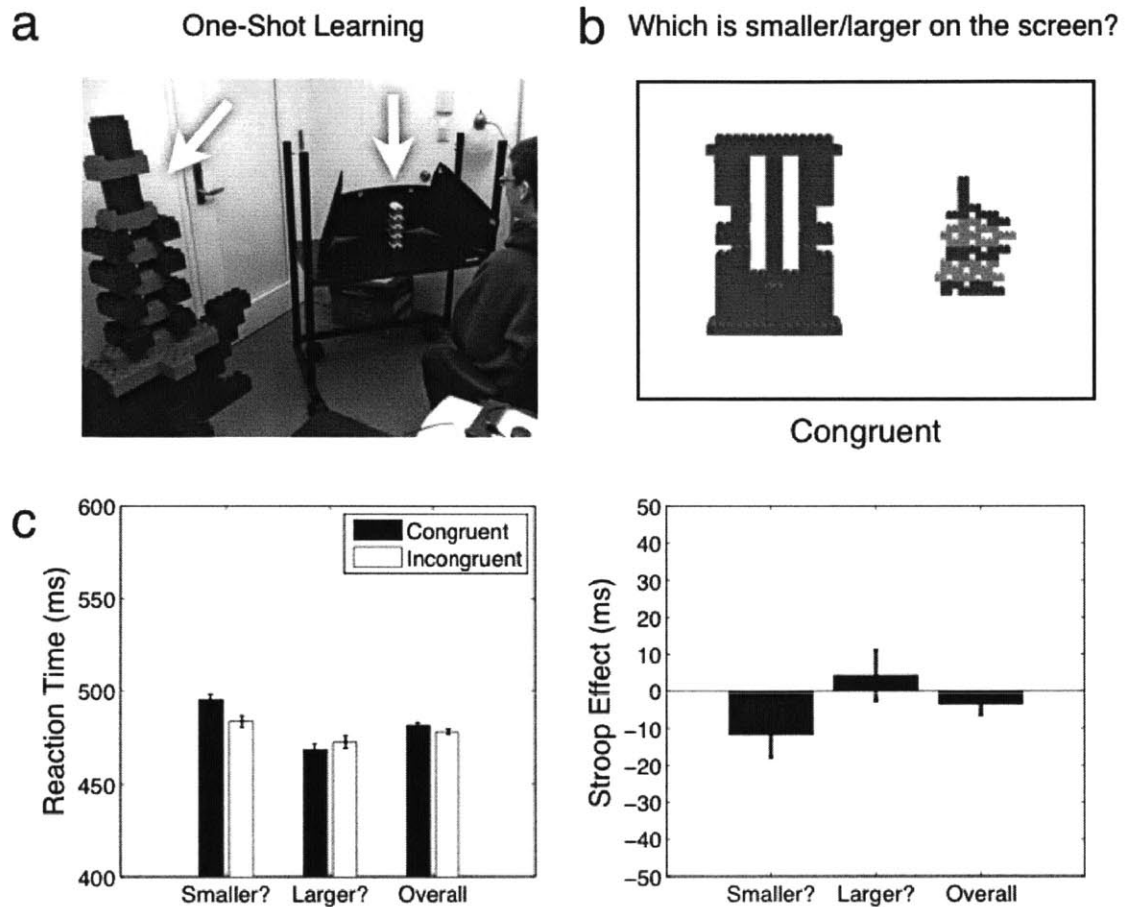 a
One-Shot Learning
b
Which is smaller/larger on the screen?
Congruent
c
600
550
500
450
400
Reaction Time (ms)
Congruent
Incongruent
Smaller?
Larger?
Overall
50
40
30
20
10
0
−10
−20
−30
−40
−50
Stroop Effect (ms)
Smaller?
Larger?
Overall